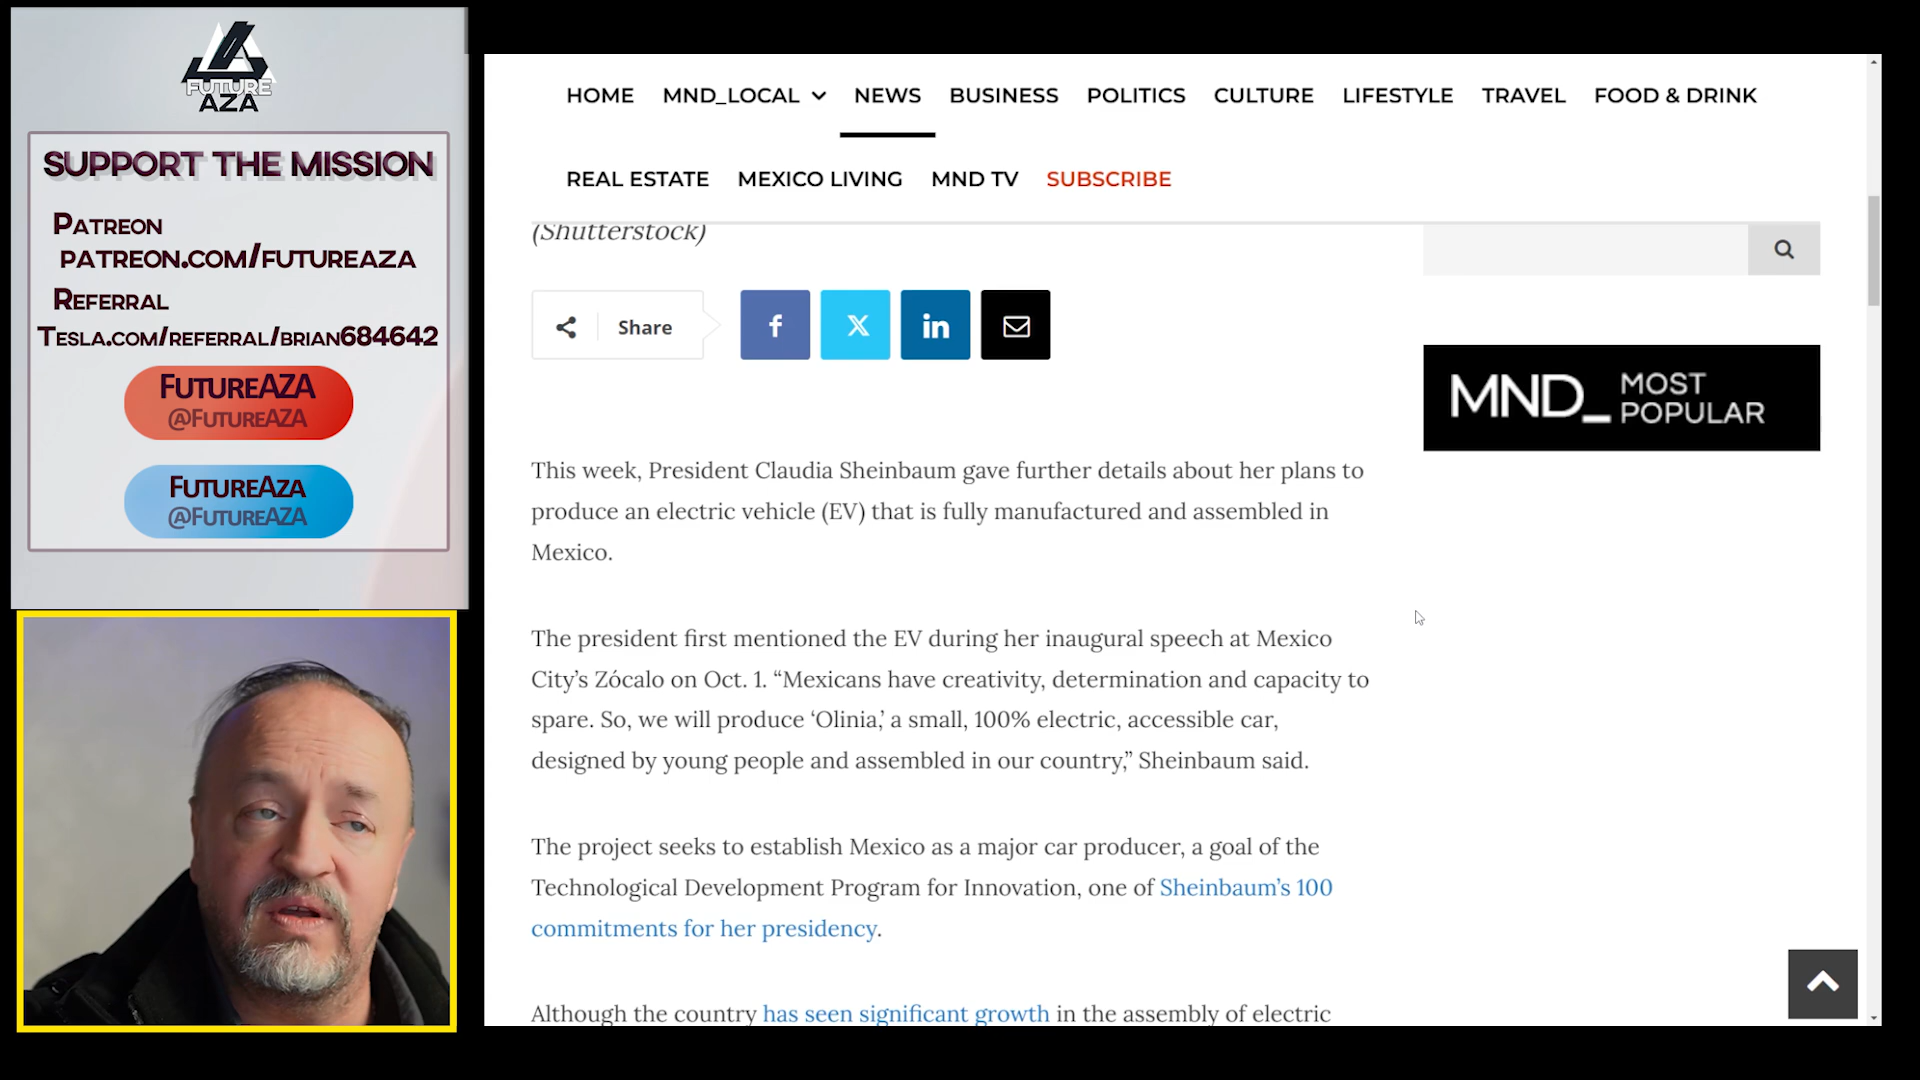 FUTURE
AZA
SUPPORT THE MISSION
PATREON
PATREON.COM/FUTUREAZA
REFERRAL
TESLA.COM/REFERRAL/BRIAN684642
FUTUREAZA
@FUTUREAZA
FUTUREAZA
@FUTUREAZA
HOME MND_LOCAL NEWS BUSINESS POLITICS CULTURE LIFESTYLE TRAVEL FOOD & DRINK
REAL ESTATE MEXICO LIVING MND TV SUBSCRIBE
(Shutterstock)
Share f X in
MND_ MOST
POPULAR
This week, President Claudia Sheinbaum gave further details about her plans to
produce an electric vehicle (EV) that is fully manufactured and assembled in
Mexico.
The president first mentioned the EV during her inaugural speech at Mexico
City’s Zócalo on Oct. 1. “Mexicans have creativity, determination and capacity to
spare. So, we will produce ‘Olinia,’ a small, 100% electric, accessible car,
designed by young people and assembled in our country,” Sheinbaum said.
The project seeks to establish Mexico as a major car producer, a goal of the
Technological Development Program for Innovation, one of Sheinbaum’s 100
commitments for her presidency.
Although the country has seen significant growth in the assembly of electric